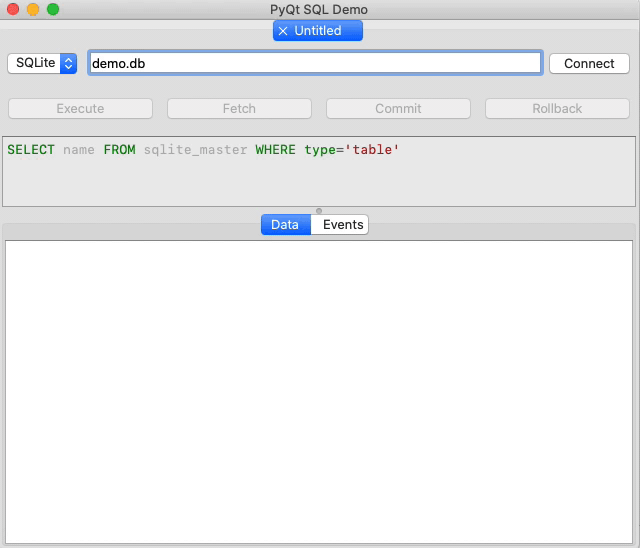 PyQt SQL Demo
Untitled
SQLite demo.db Connect
Execute Fetch Commit Rollback
SELECT name FROM sqlite_master WHERE type='table'
Data Events